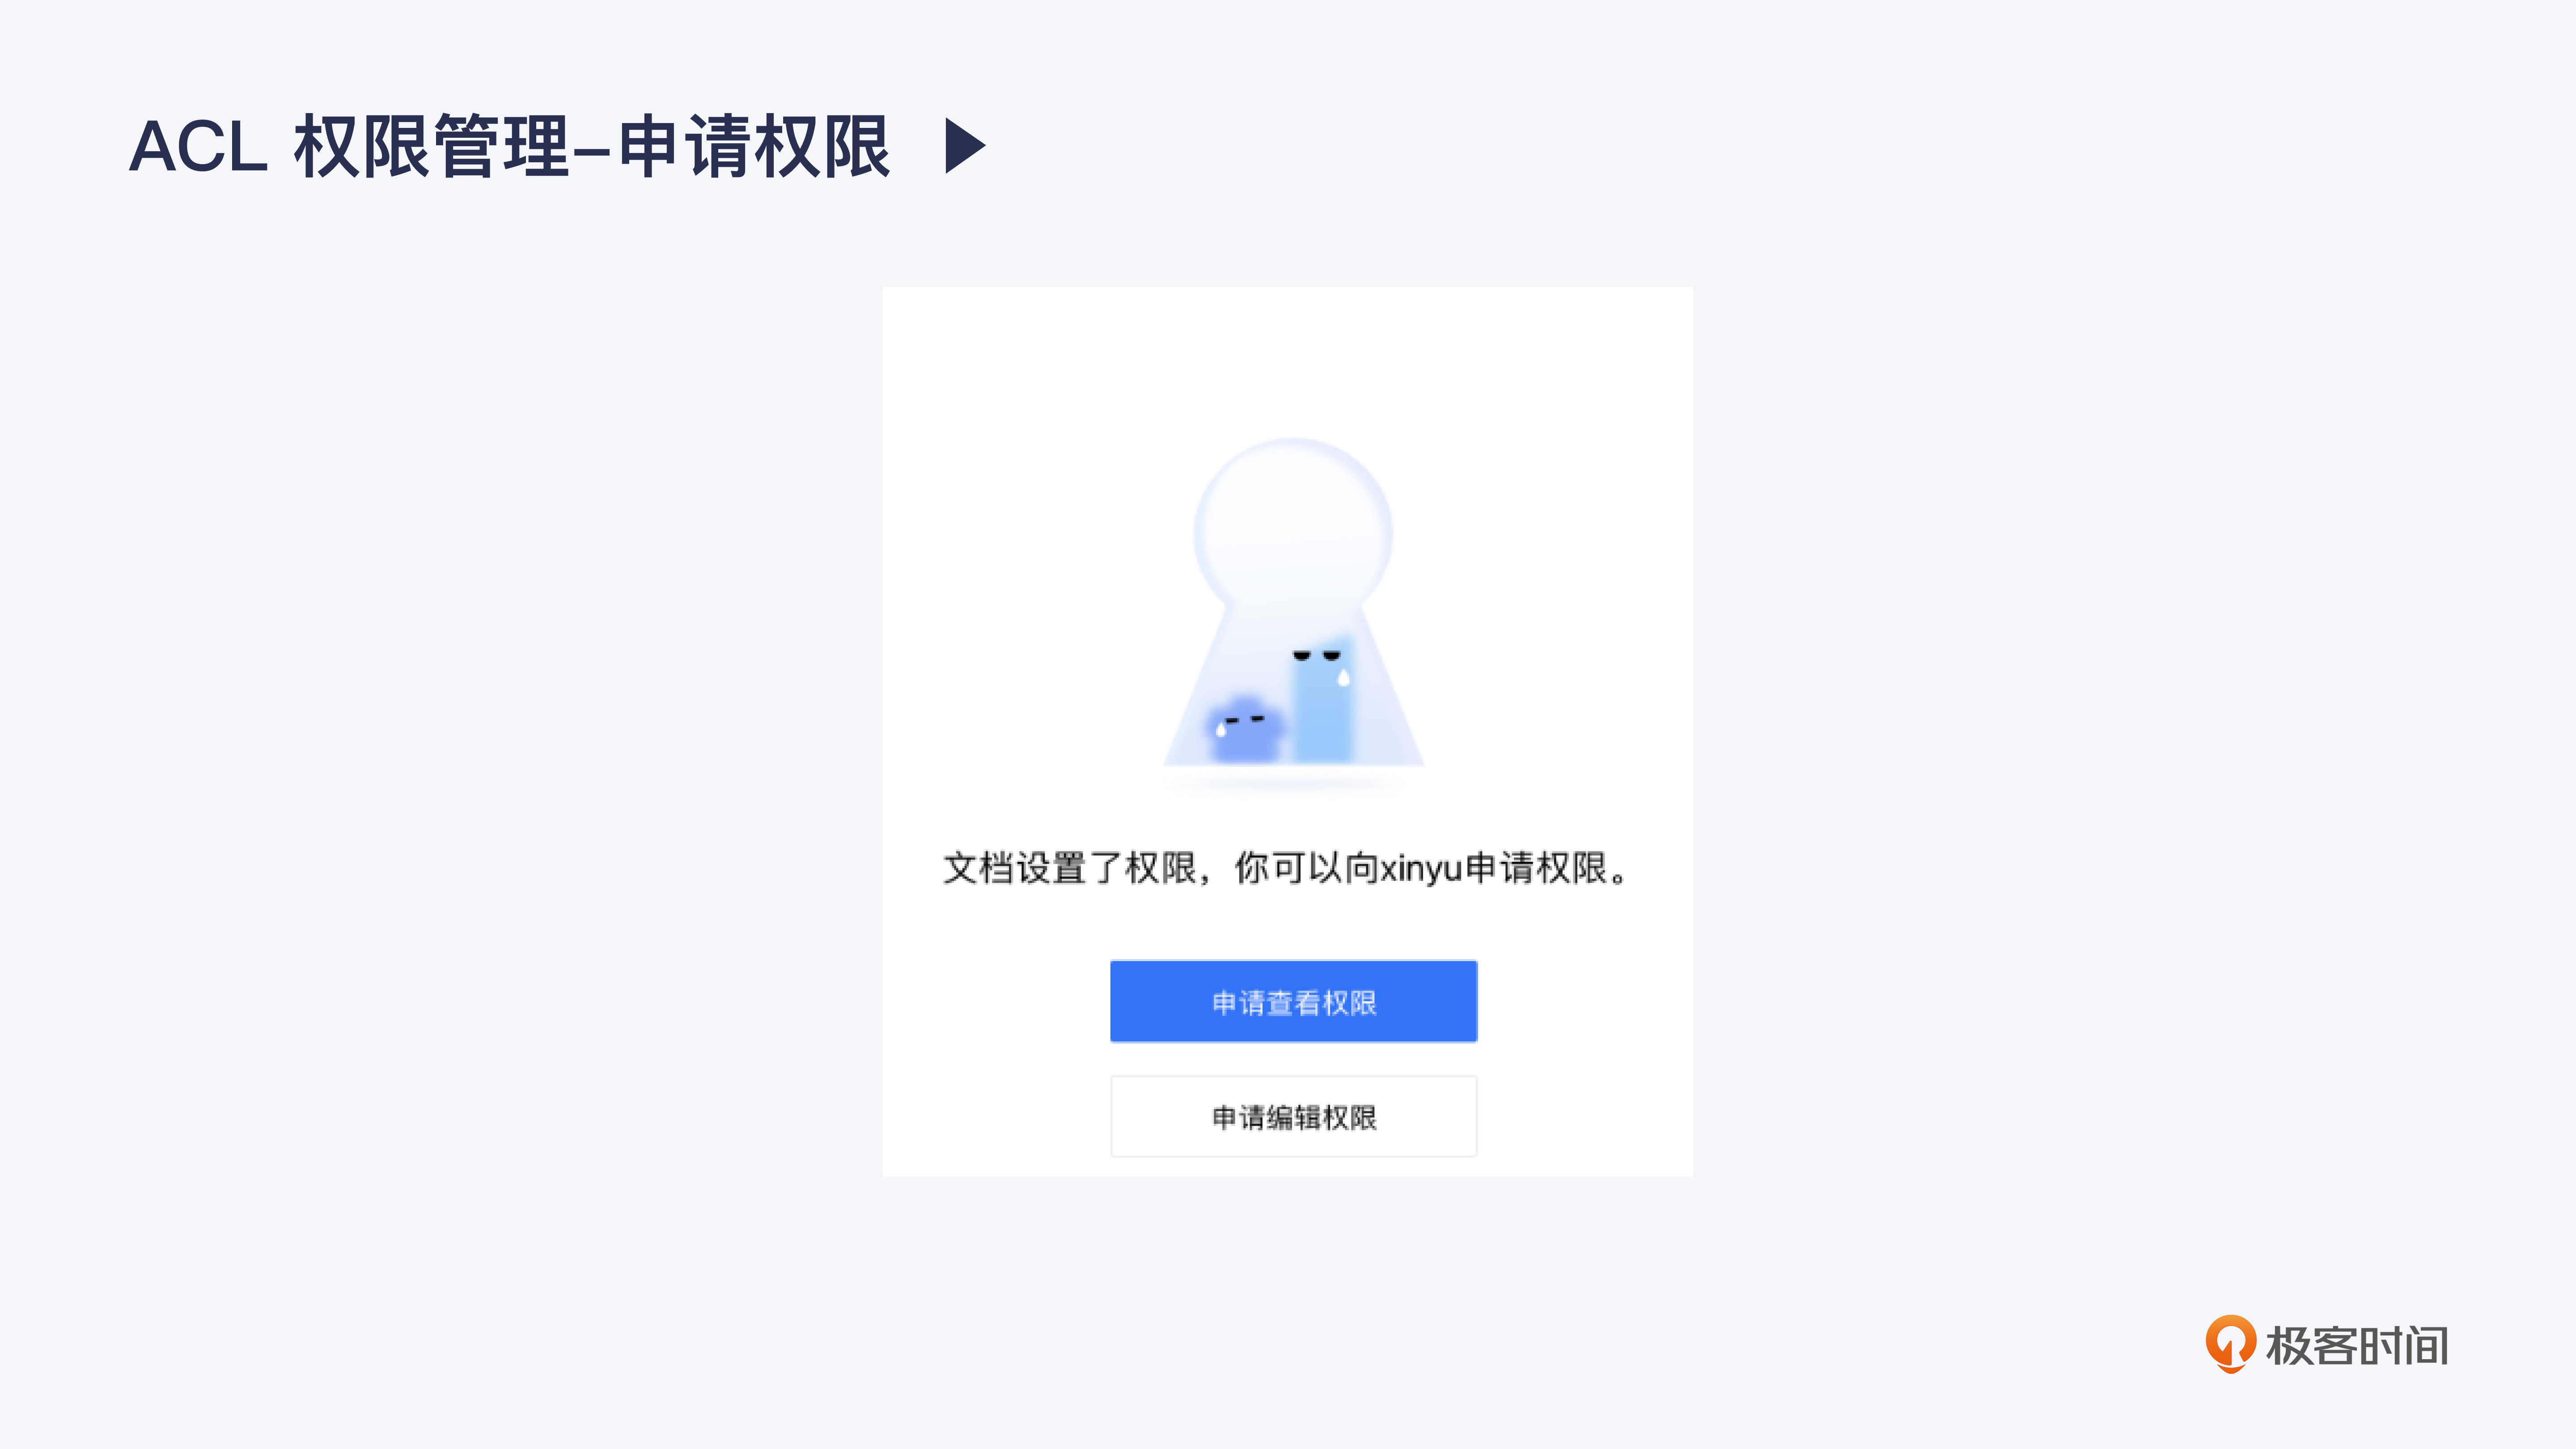 ACL 权限管理–申请权限
文档设置了权限，你可以向xinyu申请权限。
申请查看权限
申请编辑权限
极客时间